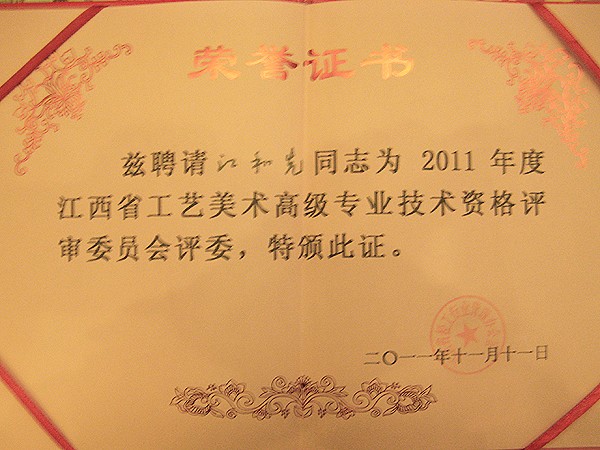 荣誉证书
兹聘请江和先同志为 2011 年度
江西省工艺美术高级专业技术资格评
审委员会评委，特颁此证。
二〇一一年十一月十一日